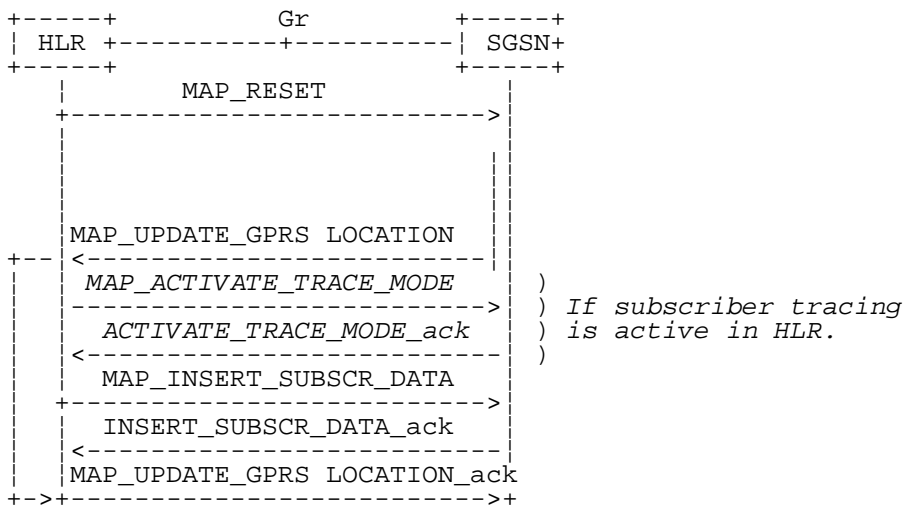 Gr
HLR SGSN
MAP_RESET
MAP_UPDATE_GPRS LOCATION
MAP_ACTIVATE_TRACE_MODE )
) If subscriber tracing
ACTIVATE_TRACE_MODE_ack ) is active in HLR.
)
MAP_INSERT_SUBSCR_DATA
INSERT_SUBSCR_DATA_ack
MAP_UPDATE_GPRS LOCATION_ack